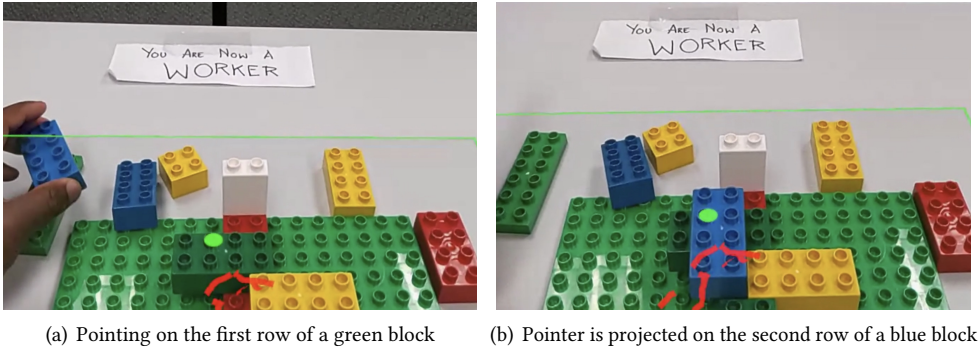 YOU ARE NOW A
WORKER
YOU ARE NOW A
WORKER
(a) Pointing on the first row of a green block
(b) Pointer is projected on the second row of a blue block